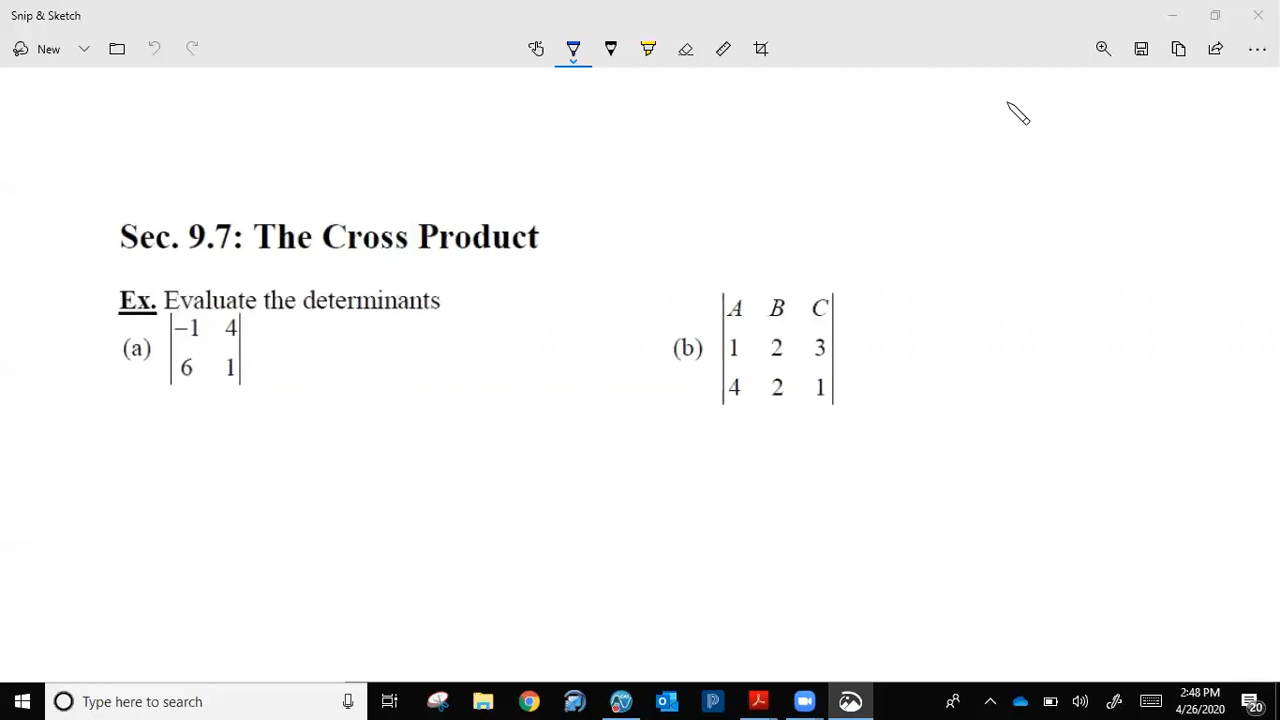 Snip & Sketch
New
Sec. 9.7: The Cross Product
Ex. Evaluate the determinants
(a) |−1 4|
|6 1|
(b) |A B C|
|1 2 3|
|4 2 1|
Type here to search
2:48 PM
4/26/2020
20